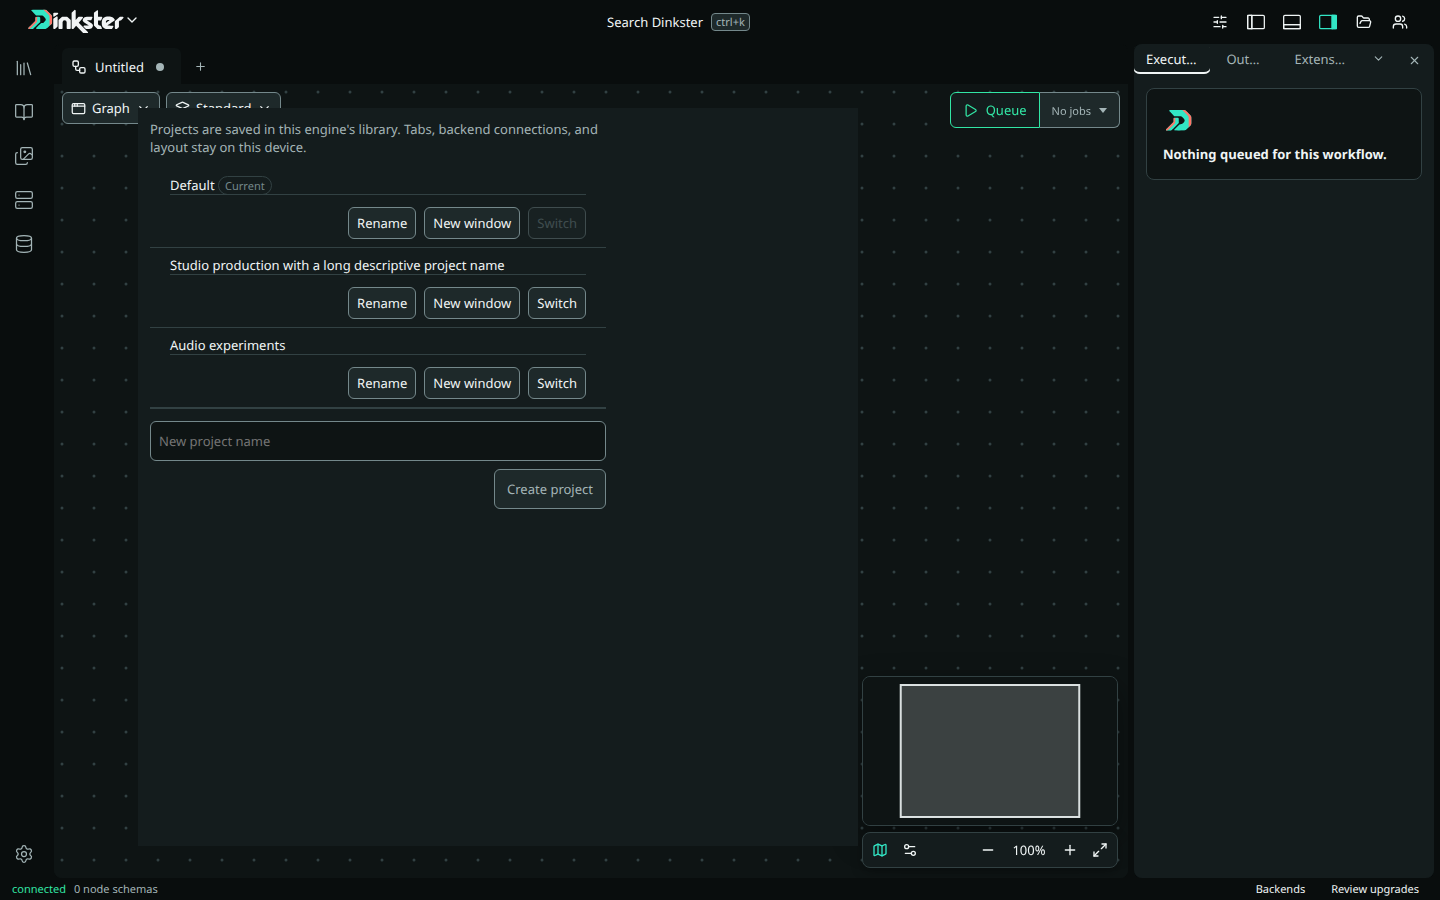 Dinkster
Search Dinkster ctrl+k
Untitled
Execut... Out... Extens...
Graph Standard
Queue No jobs
Projects are saved in this engine's library. Tabs, backend connections, and
layout stay on this device.
Default Current
Rename New window Switch
Studio production with a long descriptive project name
Rename New window Switch
Audio experiments
Rename New window Switch
New project name
Create project
Nothing queued for this workflow.
100%
connected 0 node schemas
Backends Review upgrades